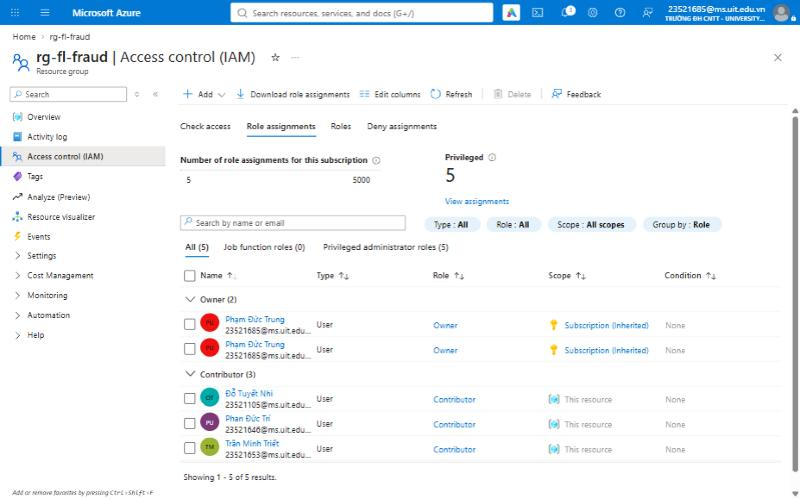 Microsoft Azure
Search resources, services, and docs (G+/)
23521685@ms.uit.edu.vn
TRƯỜNG ĐH CNTT - UNIVERSITY...
Home > rg-fl-fraud
rg-fl-fraud | Access control (IAM)
Resource group
Search
Overview
Activity log
Access control (IAM)
Tags
Analyze (Preview)
Resource visualizer
Events
Settings
Cost Management
Monitoring
Automation
Help
Add or remove favorites by pressing Ctrl+Shift+F
Add
Download role assignments
Edit columns
Refresh
Delete
Feedback
Check access
Role assignments
Roles
Deny assignments
Number of role assignments for this subscription
5
5000
Privileged
5
View assignments
Search by name or email
Type : All
Role : All
Scope : All scopes
Group by : Role
All (5)
Job function roles (0)
Privileged administrator roles (5)
Name
Type
Role
Scope
Condition
Owner (2)
Phạm Đức Trung
23521685@ms.uit.edu...
User
Owner
Subscription (Inherited)
None
Phạm Đức Trung
23521685@ms.uit.edu...
User
Owner
Subscription (Inherited)
None
Contributor (3)
Đỗ Tuyết Nhi
23521105@ms.uit.edu...
User
Contributor
This resource
None
PU
Phan Đức Trí
23521646@ms.uit.edu...
User
Contributor
This resource
None
TM
Trần Minh Triết
23521653@ms.uit.edu...
User
Contributor
This resource
None
Showing 1 - 5 of 5 results.